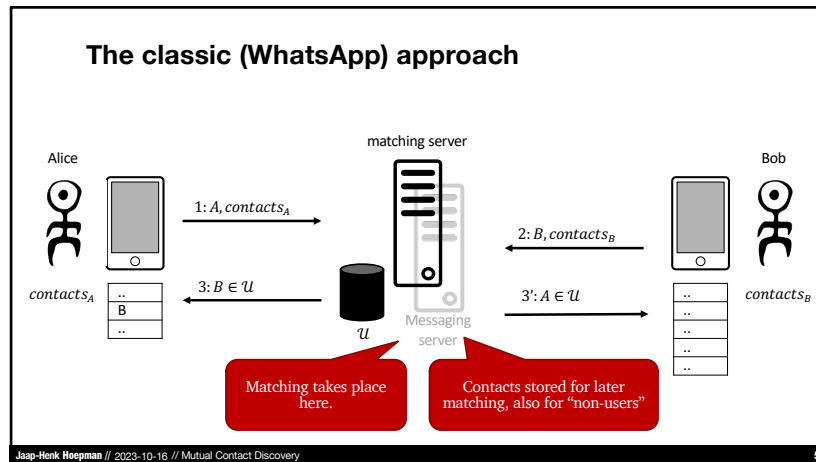 The classic (WhatsApp) approach
matching server
Alice
Bob
1: A, contacts_A
2: B, contacts_B
contacts_A
..
B
..
3: B ∈ 𝒰
𝒰
3': A ∈ 𝒰
Messaging
server
..
..
..
..
..
contacts_B
Matching takes place
here.
Contacts stored for later
matching, also for “non-users”
Jaap-Henk Hoepman // 2023-10-16 // Mutual Contact Discovery
5